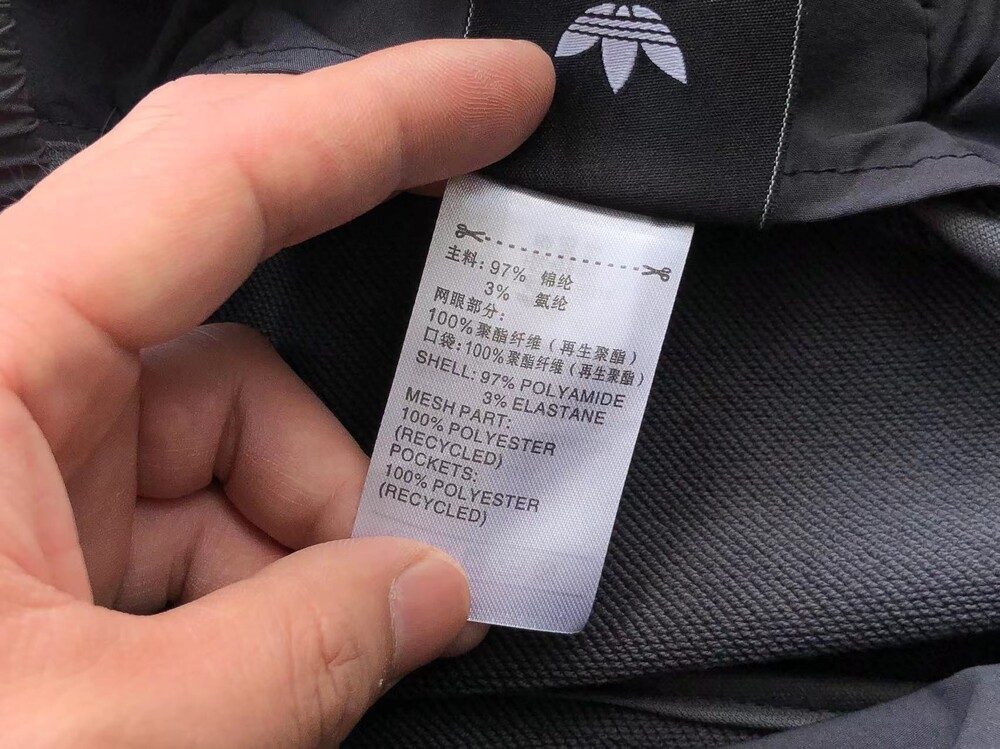 主料: 97% 锦纶
3% 氨纶
网眼部分:
100%聚酯纤维（再生聚酯）
口袋:100%聚酯纤维（再生聚酯）
SHELL: 97% POLYAMIDE
3% ELASTANE
MESH PART:
100% POLYESTER
(RECYCLED)
POCKETS:
100% POLYESTER
(RECYCLED)